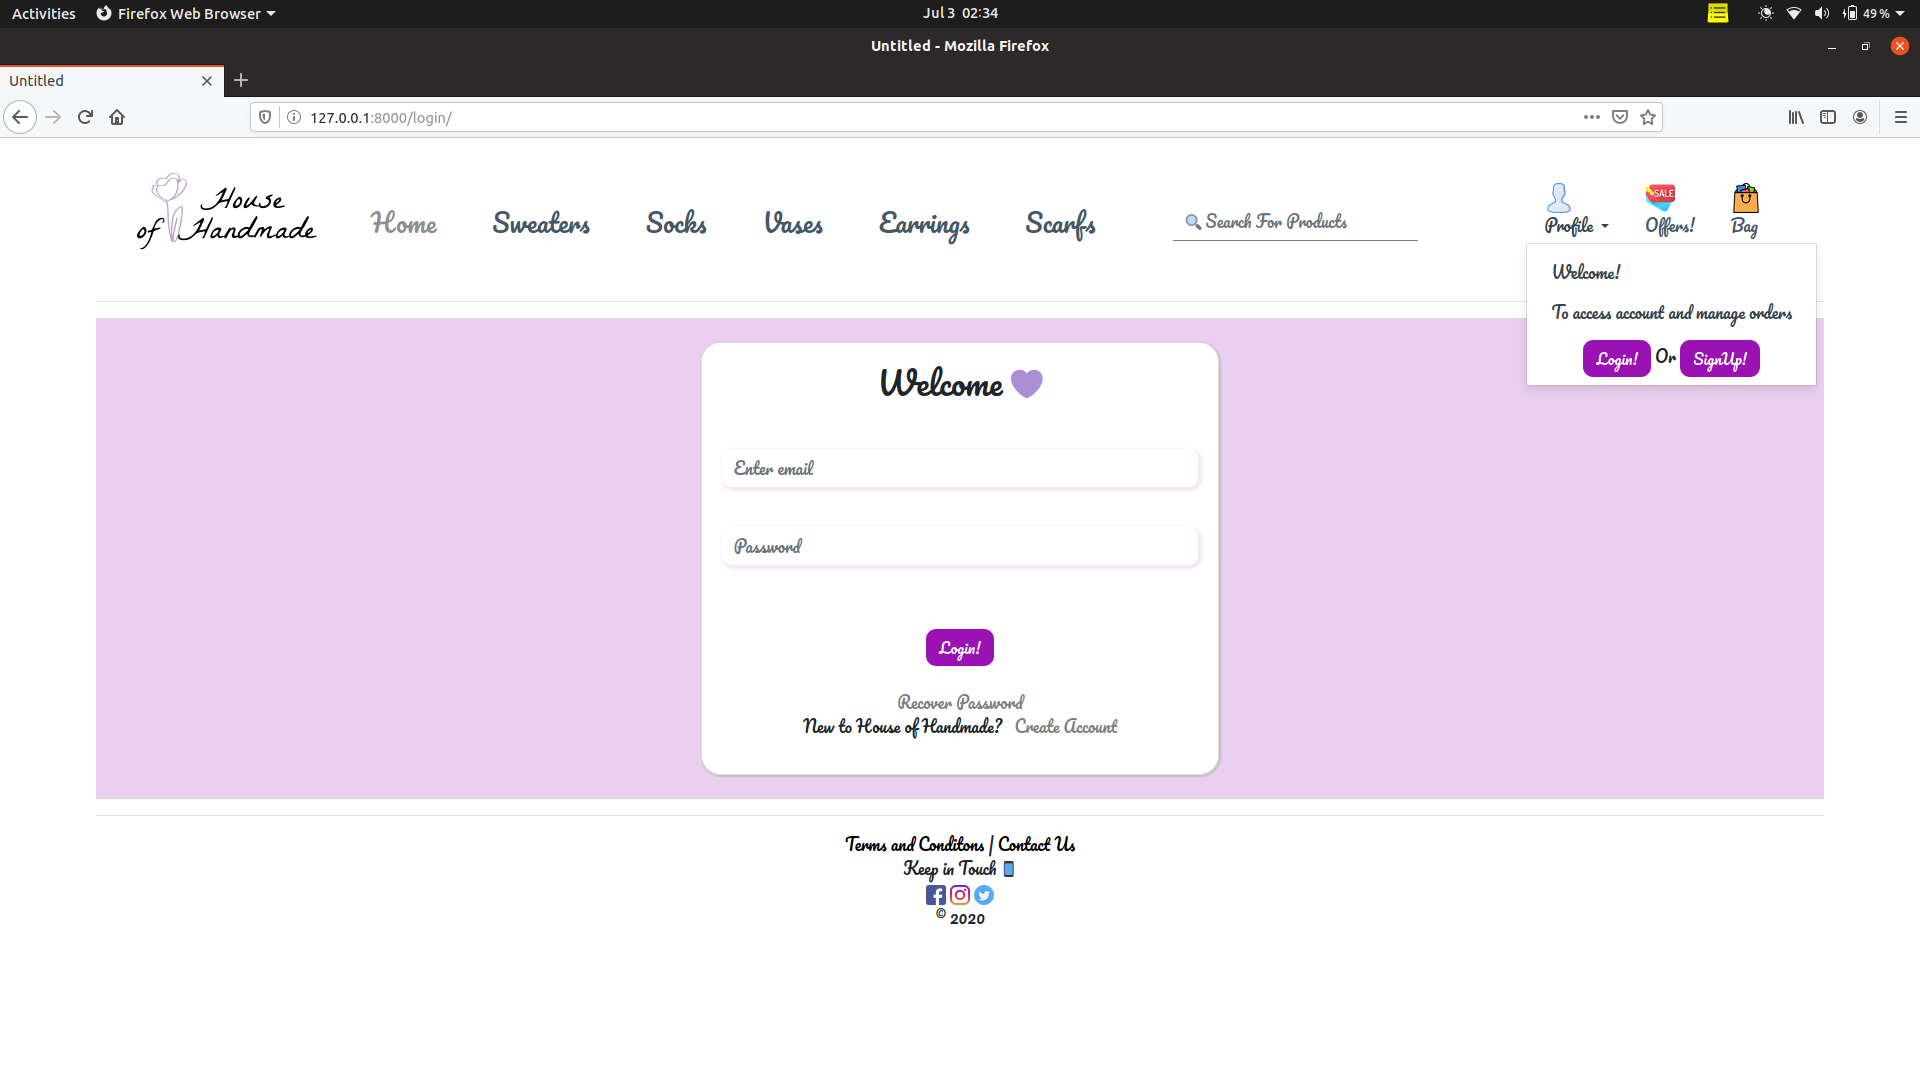 Activities Firefox Web Browser Jul 3 02:34 49 %
Untitled - Mozilla Firefox
Untitled
127.0.0.1:8000/login/
House of Handmade
Home Sweaters Socks Vases Earrings Scarfs Search For Products
SALE
Profile Offers! Bag
Welcome!
To access account and manage orders
Login! Or SignUp!
Welcome
Enter email
Password
Login!
Recover Password
New to House of Handmade? Create Account
Terms and Conditons | Contact Us
Keep in Touch
© 2020